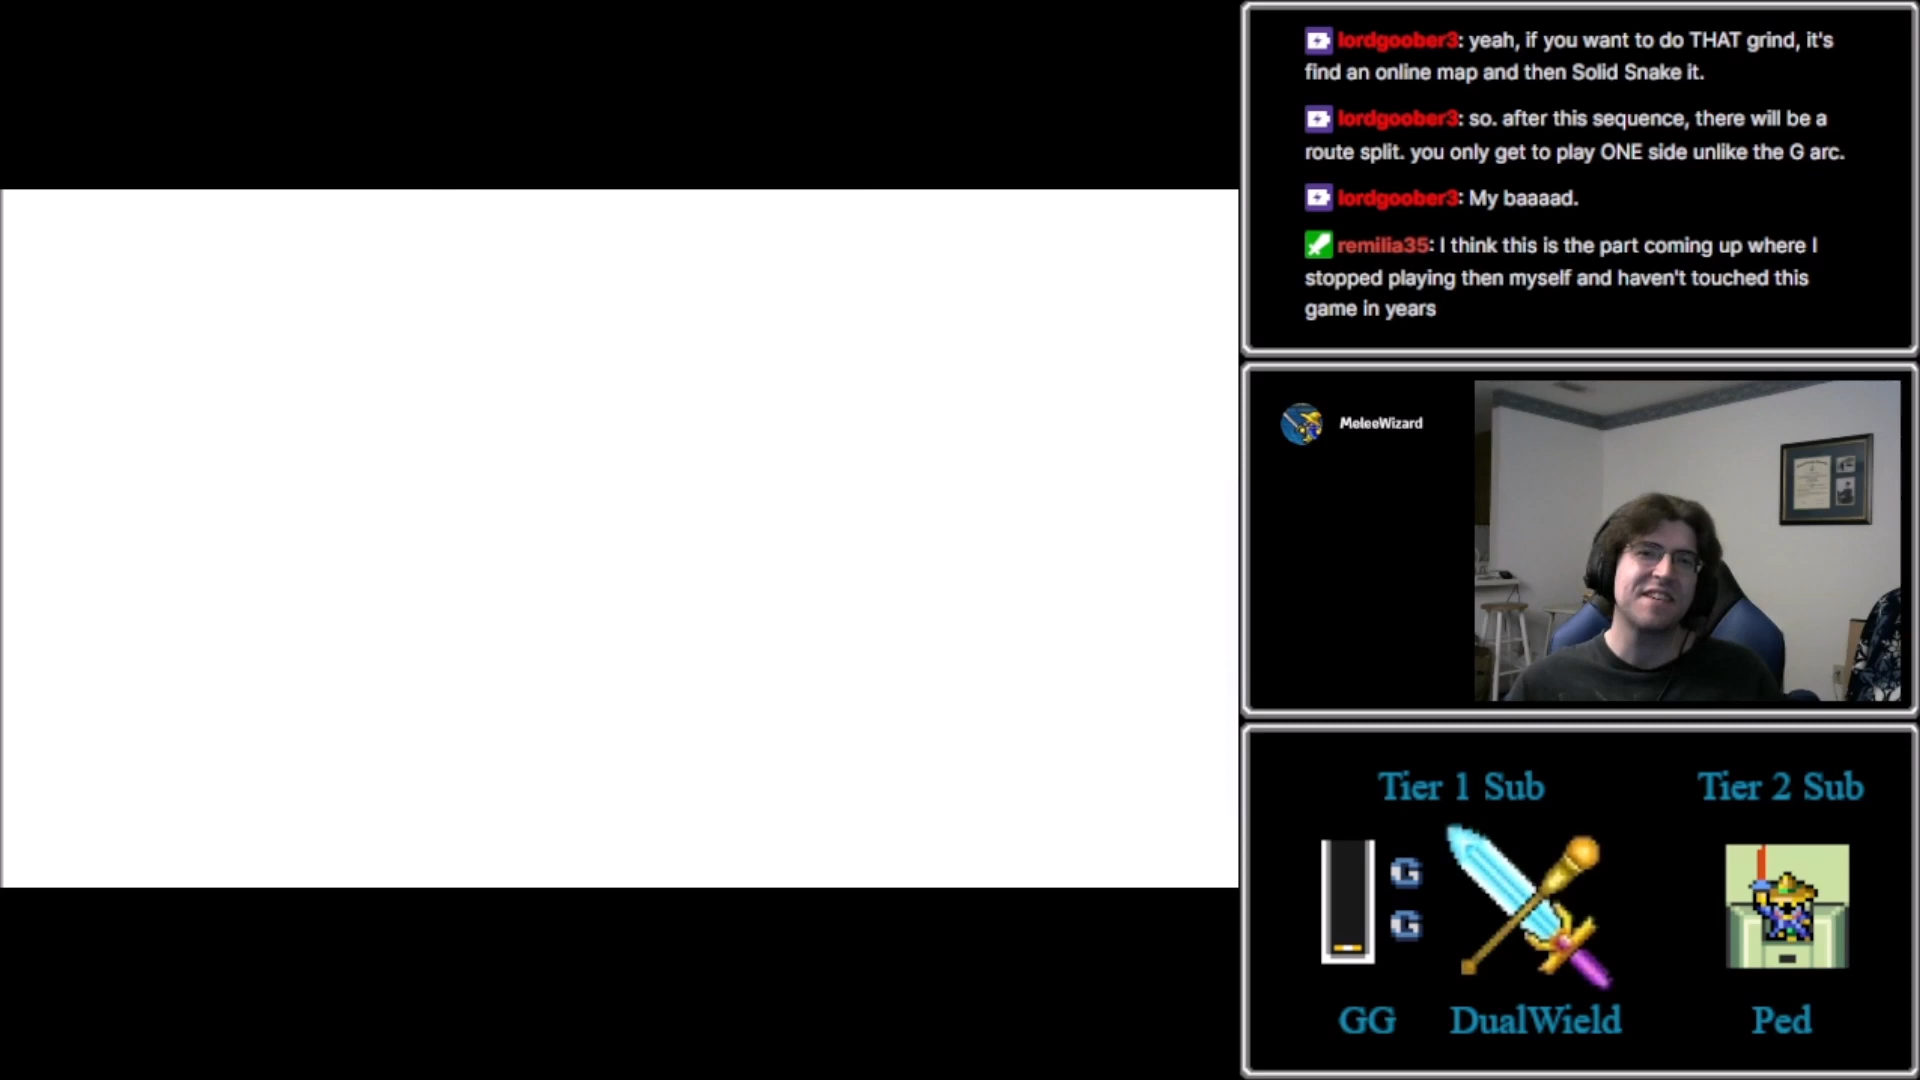 lordgoober3: yeah, if you want to do THAT grind, it's
find an online map and then Solid Snake it.
lordgoober3: so. after this sequence, there will be a
route split. you only get to play ONE side unlike the G arc.
lordgoober3: My baaaad.
remilia35: I think this is the part coming up where I
stopped playing then myself and haven't touched this
game in years
MeleeWizard
Tier 1 Sub
Tier 2 Sub
G
G
GG
DualWield
Ped